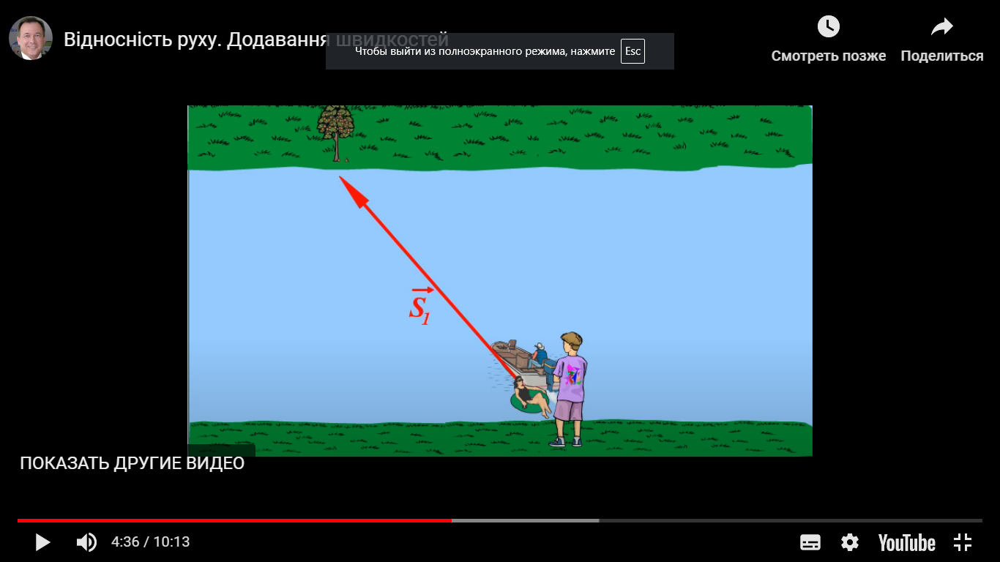 Відносність руху. Додавання швидкостей
Чтобы выйти из полноэкранного режима, нажмите Esc
Смотреть позже
Поделиться
S₁
ПОКАЗАТЬ ДРУГИЕ ВИДЕО
4:36 / 10:13
YouTube